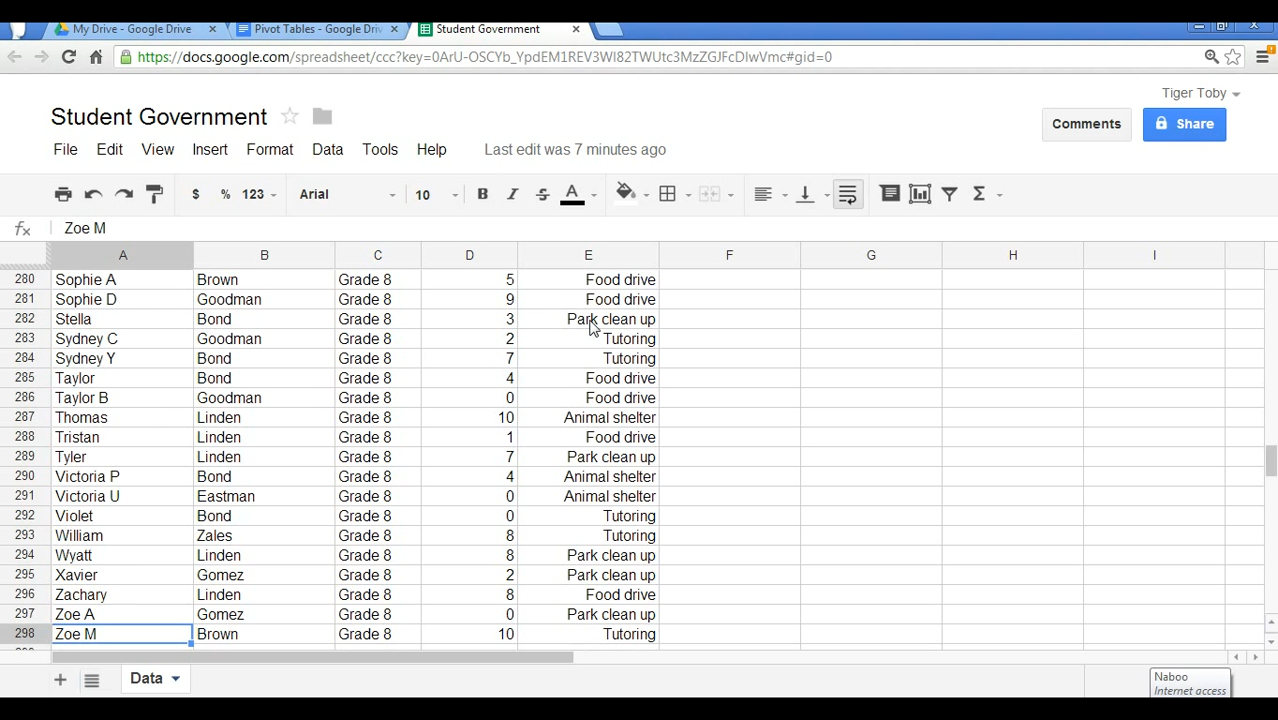 My Drive - Google Drive × Pivot Tables - Google Driv × Student Government ×
https://docs.google.com/spreadsheet/ccc?key=0ArU-OSCYb_YpdEM1REV3Wl82TWUtc3MzZGJFcDIwVmc#gid=0
Tiger Toby
Student Government Comments Share
File Edit View Insert Format Data Tools Help Last edit was 7 minutes ago
$ % 123 Arial 10 B I S A Σ
fx Zoe M
A B C D E F G H I
280 Sophie A Brown Grade 8 5 Food drive
281 Sophie D Goodman Grade 8 9 Food drive
282 Stella Bond Grade 8 3 Park clean up
283 Sydney C Goodman Grade 8 2 Tutoring
284 Sydney Y Bond Grade 8 7 Tutoring
285 Taylor Bond Grade 8 4 Food drive
286 Taylor B Goodman Grade 8 0 Food drive
287 Thomas Linden Grade 8 10 Animal shelter
288 Tristan Linden Grade 8 1 Food drive
289 Tyler Linden Grade 8 7 Park clean up
290 Victoria P Bond Grade 8 4 Animal shelter
291 Victoria U Eastman Grade 8 0 Animal shelter
292 Violet Bond Grade 8 0 Tutoring
293 William Zales Grade 8 8 Tutoring
294 Wyatt Linden Grade 8 8 Park clean up
295 Xavier Gomez Grade 8 2 Park clean up
296 Zachary Linden Grade 8 8 Food drive
297 Zoe A Gomez Grade 8 0 Park clean up
298 Zoe M Brown Grade 8 10 Tutoring
+ Data
Naboo
Internet access